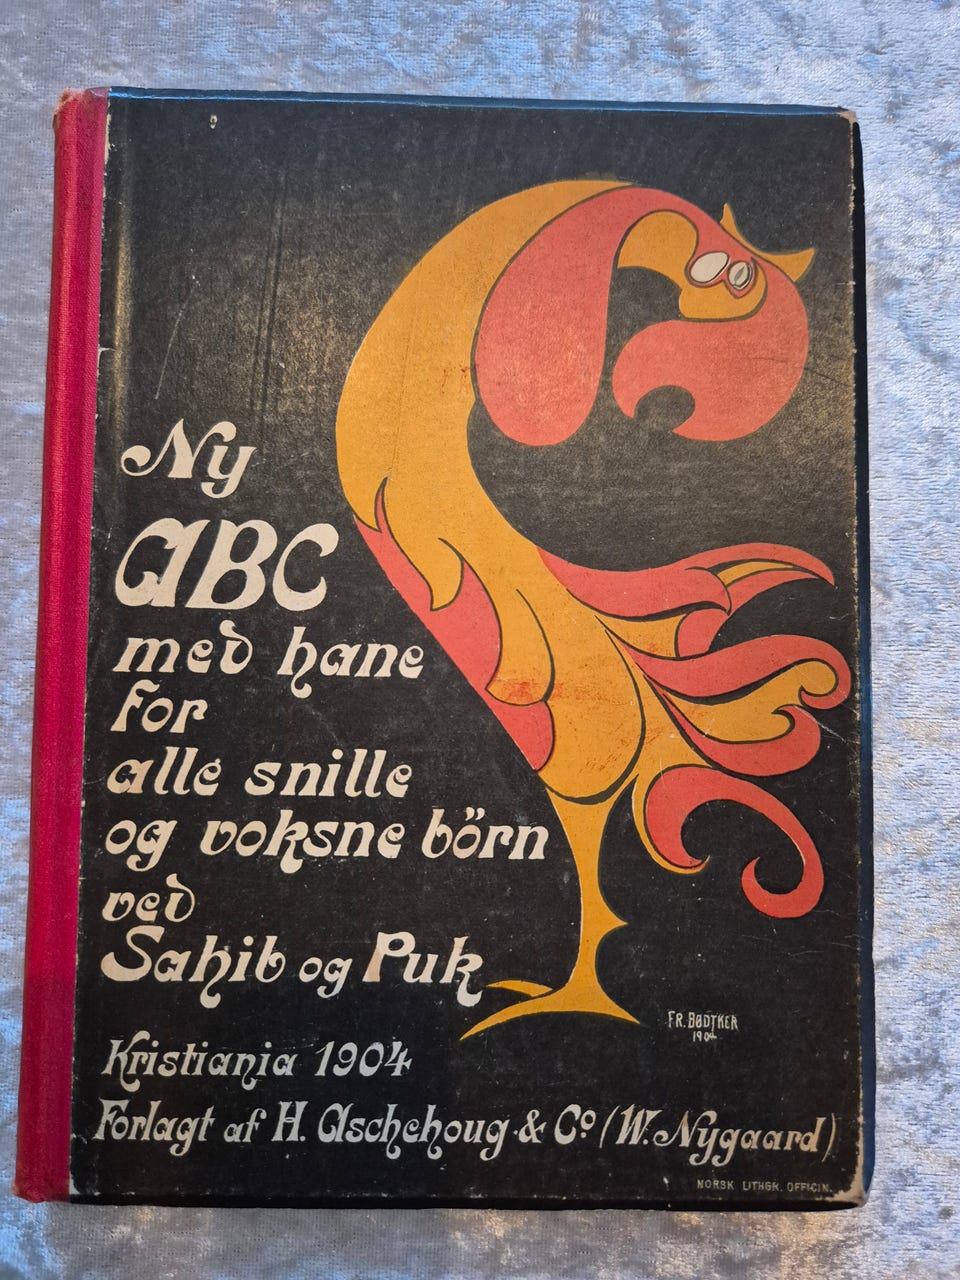 Ny
ABC
med hane
for
alle snille
og voksne börn
ved
Sahib og Puk
FR. BØDTKER
1904
Kristiania 1904
Forlagt af H. Aschehoug & Co (W. Nygaard)
NORSK LITHGR. OFFICIN.